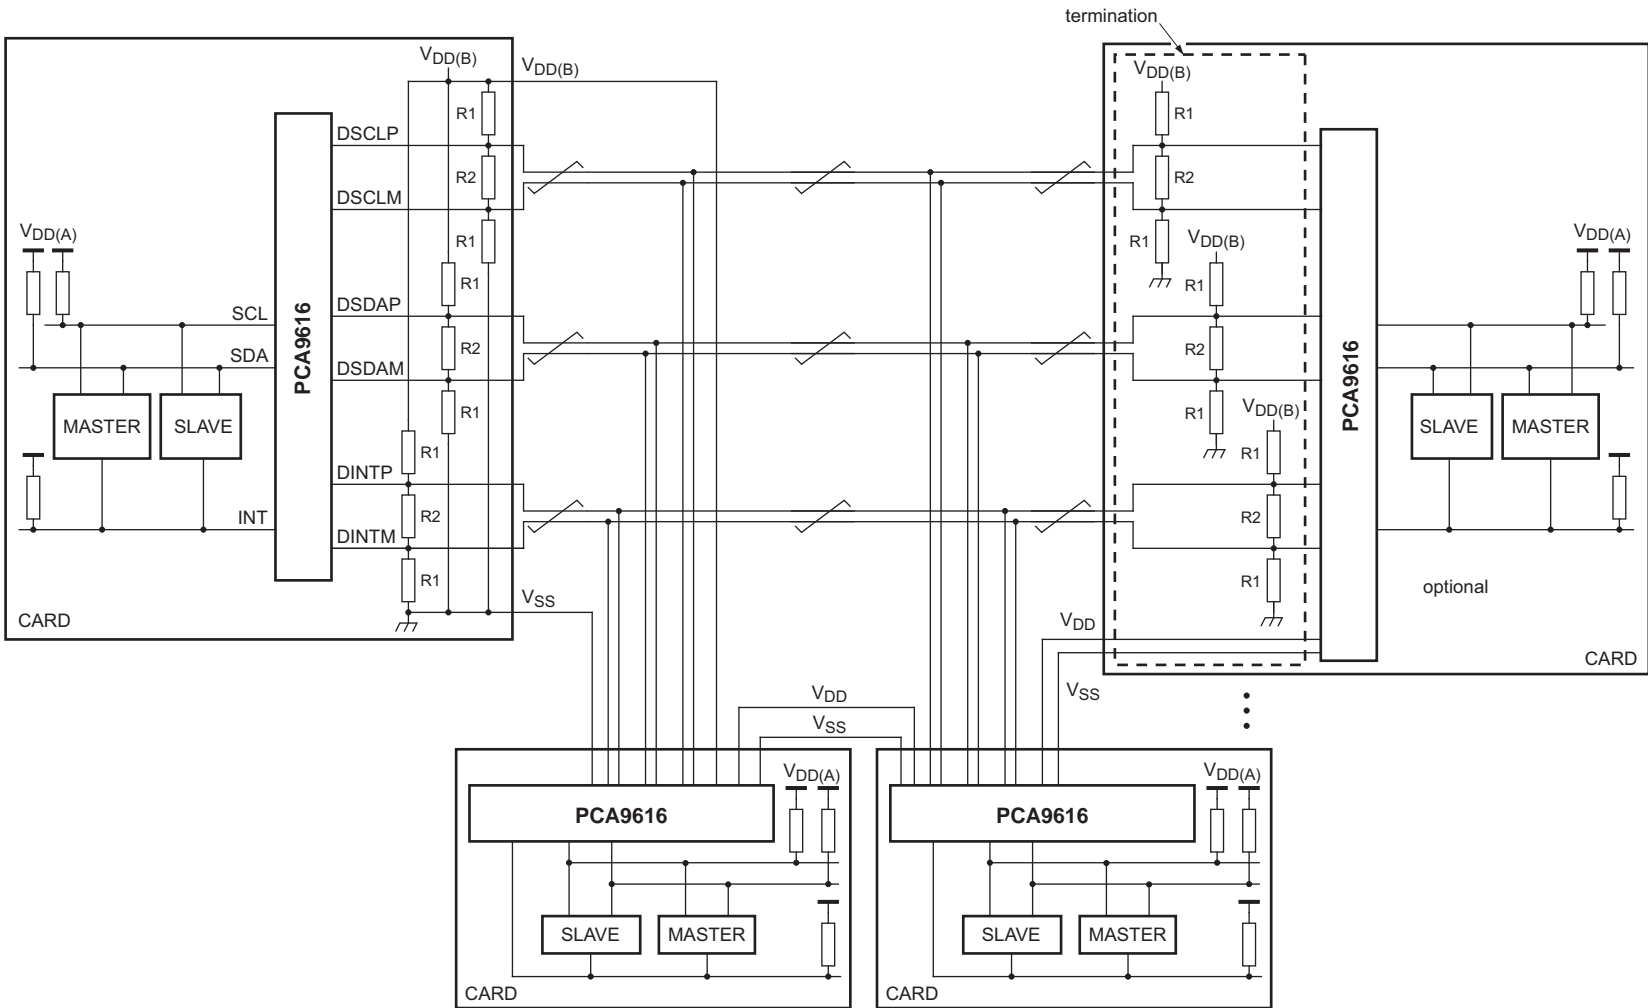 termination
VDD(B)
VDD(B)
R1
DSCLP
R2
DSCLM
R1
VDD(A)
R1
SCL
DSDAP
SDA
R2
DSDAM
PCA9616
MASTER
SLAVE
R1
R1
DINTP
INT
R2
DINTM
R1
VSS
CARD
VDD(B)
R1
R2
R1
VDD(B)
R1
R2
R1
VDD(B)
R1
R2
R1
PCA9616
VDD(A)
SLAVE
MASTER
optional
VDD
VSS
CARD
VDD
VSS
VDD(A)
PCA9616
SLAVE
MASTER
CARD
VDD(A)
PCA9616
SLAVE
MASTER
CARD